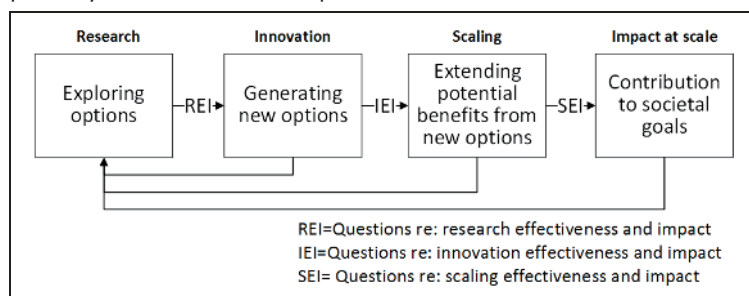 Research
Innovation
Scaling
Impact at scale
Exploring
options
REI
Generating
new options
IEI
Extending
potential
benefits from
new options
SEI
Contribution
to societal
goals
REI=Questions re: research effectiveness and impact
IEI=Questions re: innovation effectiveness and impact
SEI= Questions re: scaling effectiveness and impact